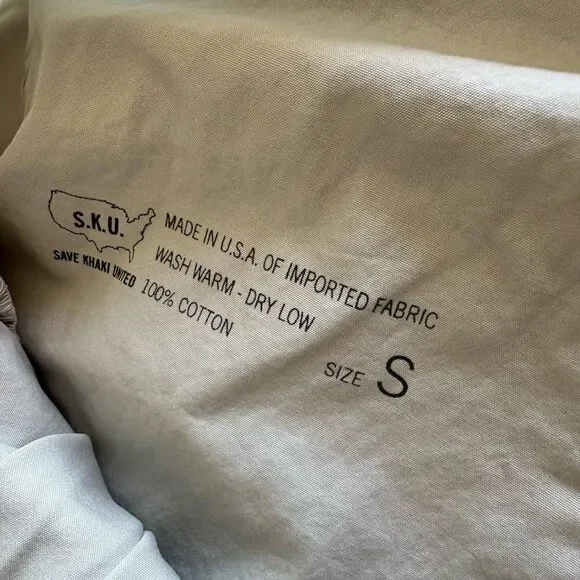 S.K.U.
SAVE KHAKI UNITED
MADE IN U.S.A. OF IMPORTED FABRIC
WASH WARM - DRY LOW
100% COTTON
SIZE S